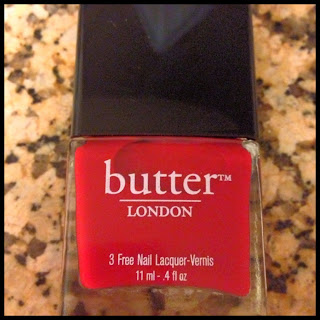 butter™
LONDON
3 Free Nail Lacquer-Vernis
11 ml - .4 fl oz